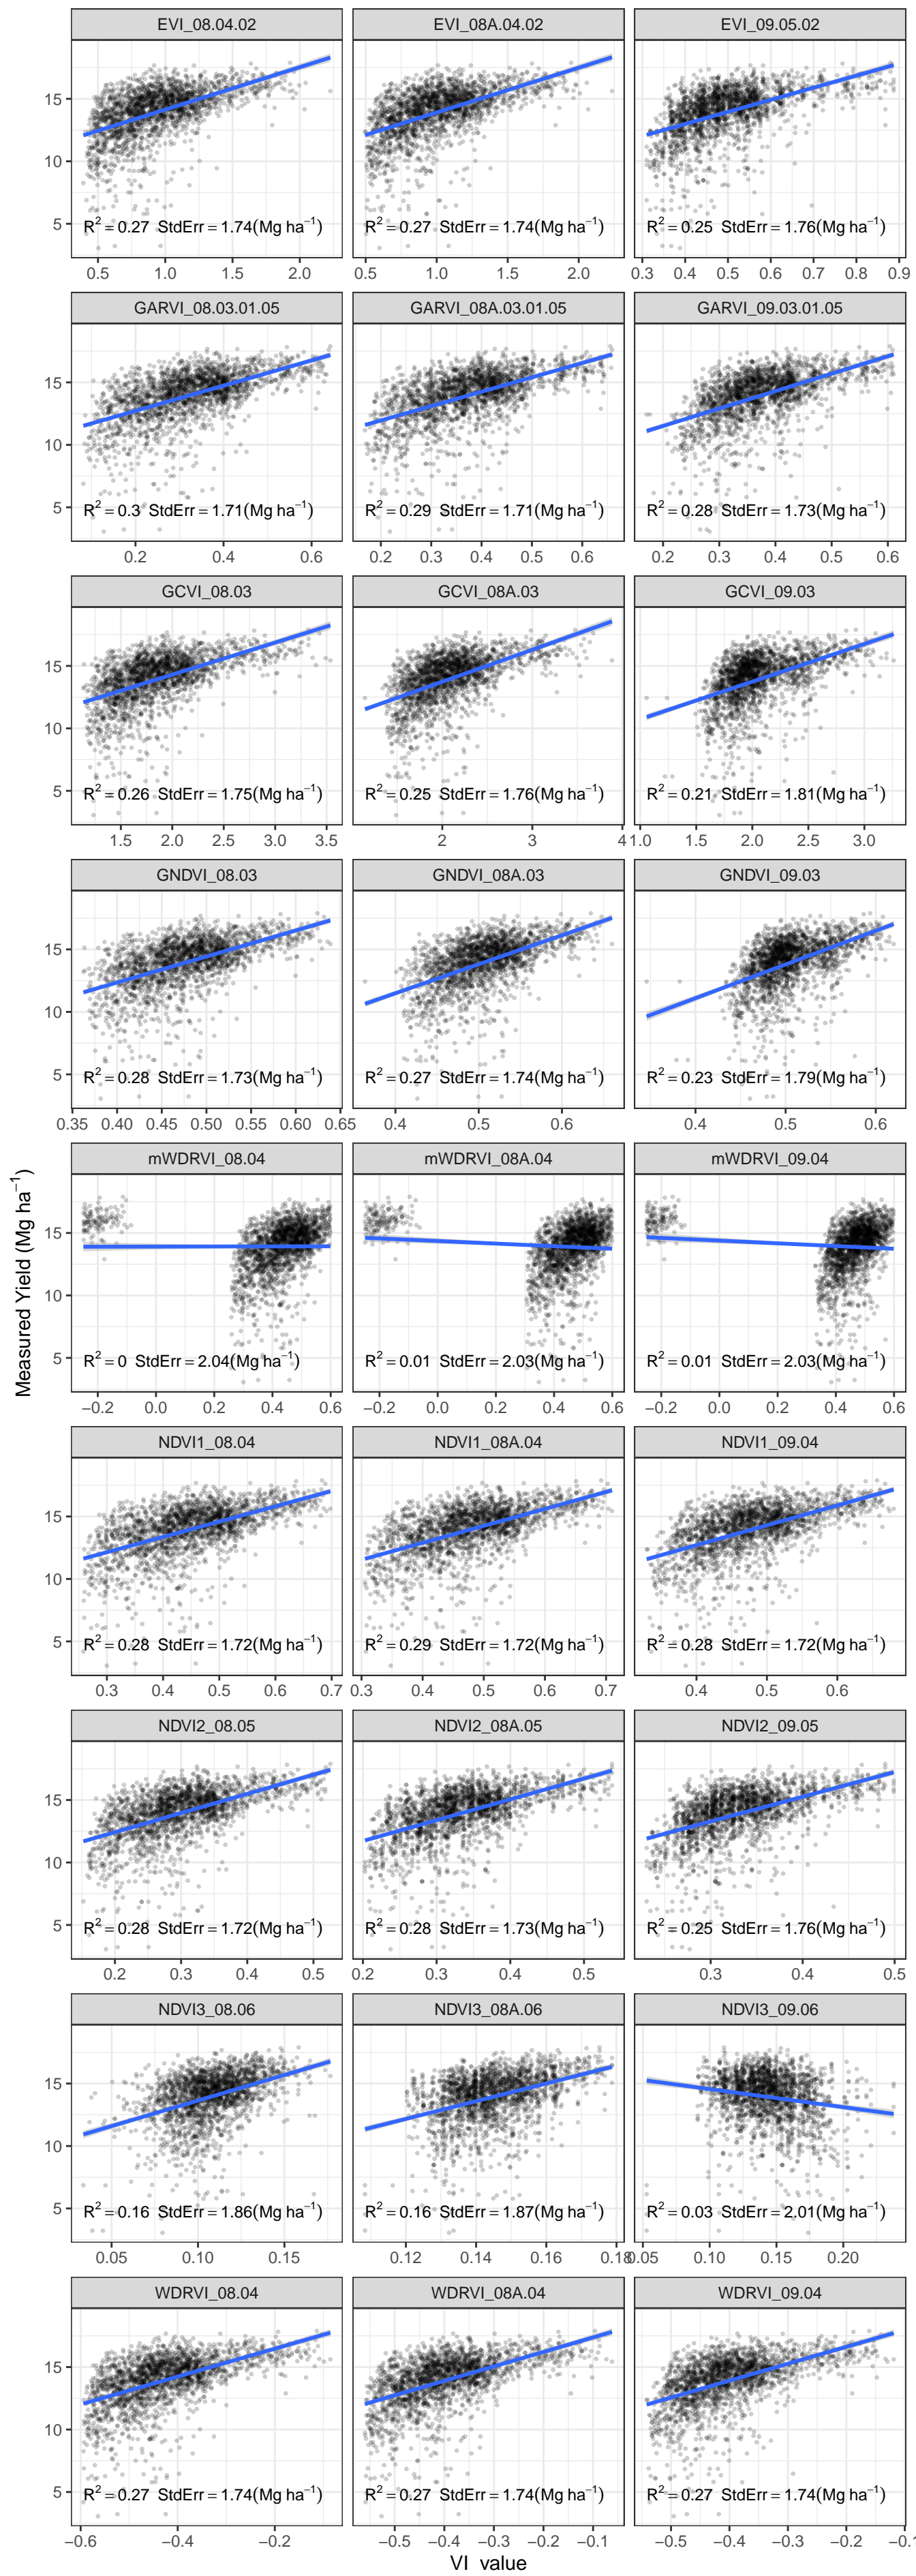 EVI_08.04.02 EVI_08A.04.02 EVI_09.05.02
15
10
5
R² = 0.27 StdErr = 1.74(Mg ha⁻¹) R² = 0.27 StdErr = 1.74(Mg ha⁻¹) R² = 0.25 StdErr = 1.76(Mg ha⁻¹)
0.5 1.0 1.5 2.0 0.5 1.0 1.5 2.0 0.3 0.4 0.5 0.6 0.7 0.8 0.9
GARVI_08.03.01.05 GARVI_08A.03.01.05 GARVI_09.03.01.05
15
10
5
R² = 0.3 StdErr = 1.71(Mg ha⁻¹) R² = 0.29 StdErr = 1.71(Mg ha⁻¹) R² = 0.28 StdErr = 1.73(Mg ha⁻¹)
0.2 0.4 0.6 0.2 0.3 0.4 0.5 0.6 0.2 0.3 0.4 0.5 0.6
GCVI_08.03 GCVI_08A.03 GCVI_09.03
15
10
5
R² = 0.26 StdErr = 1.75(Mg ha⁻¹) R² = 0.25 StdErr = 1.76(Mg ha⁻¹) R² = 0.21 StdErr = 1.81(Mg ha⁻¹)
1.5 2.0 2.5 3.0 3.5 2 3 4 1.0 1.5 2.0 2.5 3.0
GNDVI_08.03 GNDVI_08A.03 GNDVI_09.03
15
10
5
R² = 0.28 StdErr = 1.73(Mg ha⁻¹) R² = 0.27 StdErr = 1.74(Mg ha⁻¹) R² = 0.23 StdErr = 1.79(Mg ha⁻¹)
0.35 0.40 0.45 0.50 0.55 0.60 0.65 0.4 0.5 0.6 0.4 0.5 0.6
mWDRVI_08.04 mWDRVI_08A.04 mWDRVI_09.04
Measured Yield (Mg ha⁻¹)
15
10
5
R² = 0 StdErr = 2.04(Mg ha⁻¹) R² = 0.01 StdErr = 2.03(Mg ha⁻¹) R² = 0.01 StdErr = 2.03(Mg ha⁻¹)
−0.2 0.0 0.2 0.4 0.6 −0.2 0.0 0.2 0.4 0.6 −0.2 0.0 0.2 0.4 0.6
NDVI1_08.04 NDVI1_08A.04 NDVI1_09.04
15
10
5
R² = 0.28 StdErr = 1.72(Mg ha⁻¹) R² = 0.29 StdErr = 1.72(Mg ha⁻¹) R² = 0.28 StdErr = 1.72(Mg ha⁻¹)
0.3 0.4 0.5 0.6 0.7 0.3 0.4 0.5 0.6 0.7 0.4 0.5 0.6
NDVI2_08.05 NDVI2_08A.05 NDVI2_09.05
15
10
5
R² = 0.28 StdErr = 1.72(Mg ha⁻¹) R² = 0.28 StdErr = 1.73(Mg ha⁻¹) R² = 0.25 StdErr = 1.76(Mg ha⁻¹)
0.2 0.3 0.4 0.5 0.2 0.3 0.4 0.5 0.3 0.4 0.5
NDVI3_08.06 NDVI3_08A.06 NDVI3_09.06
15
10
5
R² = 0.16 StdErr = 1.86(Mg ha⁻¹) R² = 0.16 StdErr = 1.87(Mg ha⁻¹) R² = 0.03 StdErr = 2.01(Mg ha⁻¹)
0.05 0.10 0.15 0.12 0.14 0.16 0.18 0.05 0.10 0.15 0.20
WDRVI_08.04 WDRVI_08A.04 WDRVI_09.04
15
10
5
R² = 0.27 StdErr = 1.74(Mg ha⁻¹) R² = 0.27 StdErr = 1.74(Mg ha⁻¹) R² = 0.27 StdErr = 1.74(Mg ha⁻¹)
−0.6 −0.4 −0.2 −0.5 −0.4 −0.3 −0.2 −0.1 −0.5 −0.4 −0.3 −0.2
VI value